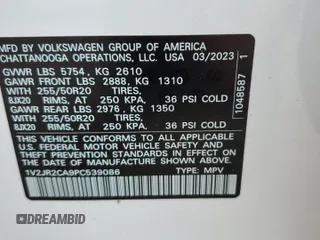 MFD BY VOLKSWAGEN GROUP OF AMERICA
CHATTANOOGA OPERATIONS, LLC. USA 03/2023
GVWR LBS 5754, KG 2610
GAWR FRONT LBS 2888, KG 1310
WITH 255/50R20 TIRES,
8JX20 RIMS, AT 250 KPA, 36 PSI COLD
GAWR REAR LBS 2976, KG 1350
WITH 255/50R20 TIRES,
8JX20 RIMS, AT 250 KPA, 36 PSI COLD
THIS VEHICLE CONFORMS TO ALL APPLICABLE
U.S. FEDERAL MOTOR VEHICLE SAFETY
STANDARDS IN EFFECT ON THE DATE OF
MANUFACTURE SHOWN ABOVE.
1V2JR2CA9PC539086 TYPE: MPV
1048587 1
AUTOBIDMASTER